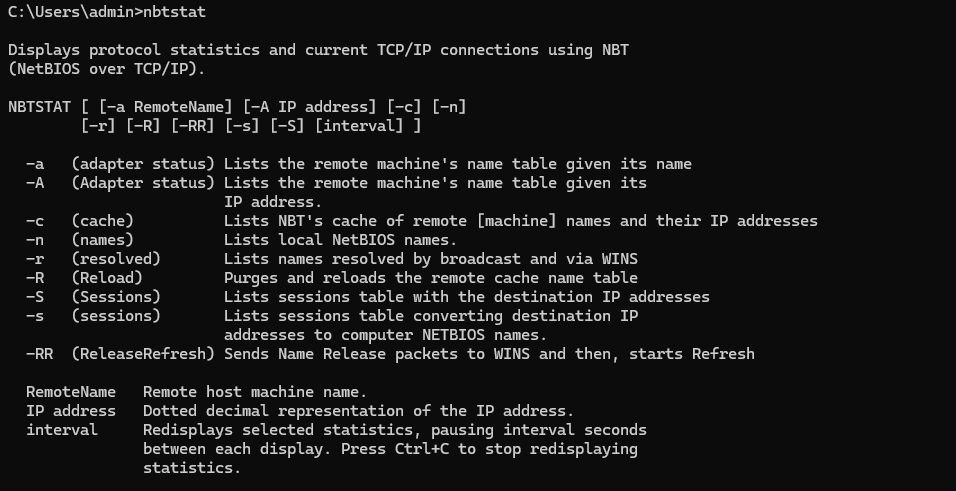 C:\Users\admin>nbtstat

Displays protocol statistics and current TCP/IP connections using NBT
(NetBIOS over TCP/IP).

NBTSTAT [ [-a RemoteName] [-A IP address] [-c] [-n]
        [-r] [-R] [-RR] [-s] [-S] [interval] ]

  -a   (adapter status) Lists the remote machine's name table given its name
  -A   (Adapter status) Lists the remote machine's name table given its
                        IP address.
  -c   (cache)          Lists NBT's cache of remote [machine] names and their IP addresses
  -n   (names)          Lists local NetBIOS names.
  -r   (resolved)       Lists names resolved by broadcast and via WINS
  -R   (Reload)         Purges and reloads the remote cache name table
  -S   (Sessions)       Lists sessions table with the destination IP addresses
  -s   (sessions)       Lists sessions table converting destination IP
                        addresses to computer NETBIOS names.
  -RR  (ReleaseRefresh) Sends Name Release packets to WINS and then, starts Refresh

  RemoteName   Remote host machine name.
  IP address   Dotted decimal representation of the IP address.
  interval     Redisplays selected statistics, pausing interval seconds
               between each display. Press Ctrl+C to stop redisplaying
               statistics.